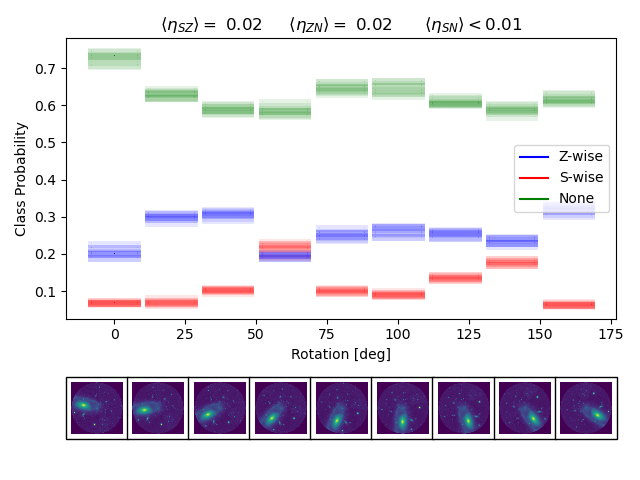 ⟨η_SZ⟩ = 0.02 ⟨η_ZN⟩ = 0.02 ⟨η_SN⟩ < 0.01
Class Probability
0.7
0.6
0.5
0.4
0.3
0.2
0.1
Z-wise
S-wise
None
0 25 50 75 100 125 150 175
Rotation [deg]